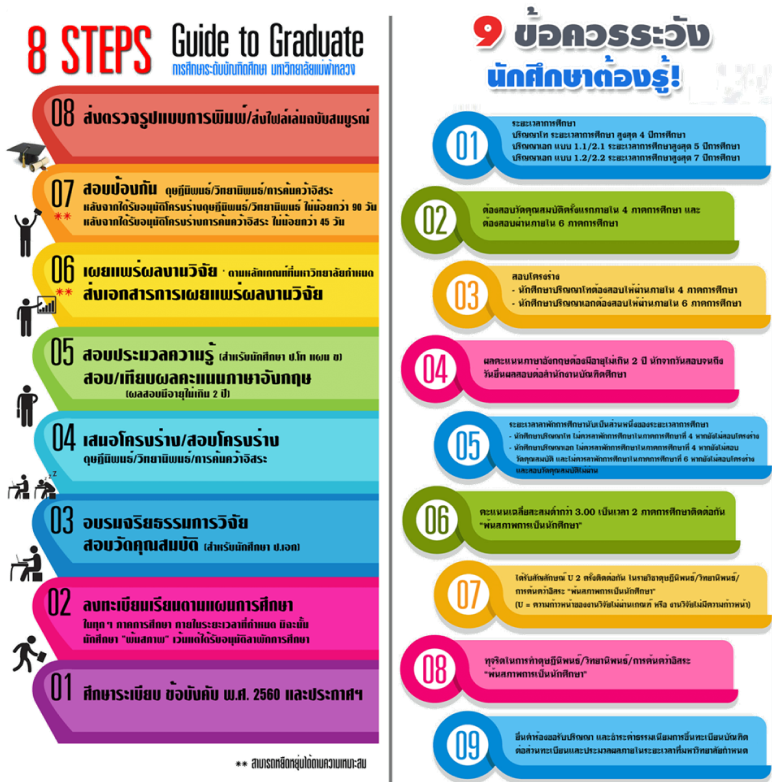 8 STEPS Guide to Graduate
การศึกษาระดับบัณฑิตศึกษา มหาวิทยาลัยแม่ฟ้าหลวง
08 ส่งตรวจรูปแบบการพิมพ์/ส่งไฟล์เล่มฉบับสมบูรณ์
07 สอบป้องกัน ดุษฎีนิพนธ์/วิทยานิพนธ์/การค้นคว้าอิสระ
** หลังจากได้รับอนุมัติโครงร่างดุษฎีนิพนธ์/วิทยานิพนธ์ ไม่น้อยกว่า 90 วัน
หลังจากได้รับอนุมัติโครงร่างการค้นคว้าอิสระ ไม่น้อยกว่า 45 วัน
06 เผยแพร่ผลงานวิจัย * ตามหลักเกณฑ์ที่มหาวิทยาลัยกำหนด
** ส่งเอกสารการเผยแพร่ผลงานวิจัย
05 สอบประมวลความรู้ (สำหรับนักศึกษา ป.โท แผน ข)
สอบ/เทียบผลคะแนนภาษาอังกฤษ
(ผลสอบมีอายุไม่เกิน 2 ปี)
04 เสนอโครงร่าง/สอบโครงร่าง
ดุษฎีนิพนธ์/วิทยานิพนธ์/การค้นคว้าอิสระ
03 อบรมจริยธรรมการวิจัย
สอบวัดคุณสมบัติ (สำหรับนักศึกษา ป.เอก)
02 ลงทะเบียนเรียนตามแผนการศึกษา
ในทุก ๆ ภาคการศึกษา ภายในระยะเวลาที่กำหนด มิฉะนั้น
นักศึกษา "พ้นสภาพ" เว้นแต่ได้รับอนุมัติลาพักการศึกษา
01 ศึกษาระเบียบ ข้อบังคับ พ.ศ. 2560 และประกาศฯ
** สามารถยืดหยุ่นได้ตามความเหมาะสม
9 ข้อควรระวัง
นักศึกษาต้องรู้!
01 ระยะเวลาการศึกษา
ปริญญาโท ระยะเวลาการศึกษา สูงสุด 4 ปีการศึกษา
ปริญญาเอก แบบ 1.1/2.1 ระยะเวลาการศึกษาสูงสุด 5 ปีการศึกษา
ปริญญาเอก แบบ 1.2/2.2 ระยะเวลาการศึกษาสูงสุด 7 ปีการศึกษา
02 ต้องสอบวัดคุณสมบัติครั้งแรกภายใน 4 ภาคการศึกษา และ
ต้องสอบผ่านภายใน 6 ภาคการศึกษา
03 สอบโครงร่าง
- นักศึกษาปริญญาโทต้องสอบให้ผ่านภายใน 4 ภาคการศึกษา
- นักศึกษาปริญญาเอกต้องสอบให้ผ่านภายใน 6 ภาคการศึกษา
04 ผลคะแนนภาษาอังกฤษต้องมีอายุไม่เกิน 2 ปี นับจากวันสอบจนถึง
วันยื่นผลสอบต่อสำนักงานบัณฑิตศึกษา
05 ระยะเวลาลาพักการศึกษานับเป็นส่วนหนึ่งของระยะเวลาการศึกษา
- นักศึกษาปริญญาโท ไม่ควรลาพักการศึกษาในภาคการศึกษาที่ 4 หากยังไม่สอบโครงร่าง
- นักศึกษาปริญญาเอก ไม่ควรลาพักการศึกษาในภาคการศึกษาที่ 4 หากยังไม่สอบ
วัดคุณสมบัติ และไม่ควรลาพักการศึกษาในภาคการศึกษาที่ 6 หากยังไม่สอบโครงร่าง
และสอบวัดคุณสมบัติไม่ผ่าน
06 คะแนนเฉลี่ยสะสมต่ำกว่า 3.00 เป็นเวลา 2 ภาคการศึกษาติดต่อกัน
"พ้นสภาพการเป็นนักศึกษา"
07 ได้รับสัญลักษณ์ U 2 ครั้งติดต่อกัน ในรายวิชาดุษฎีนิพนธ์/วิทยานิพนธ์/
การค้นคว้าอิสระ "พ้นสภาพการเป็นนักศึกษา"
(U = ความก้าวหน้าของงานวิจัยไม่ผ่านเกณฑ์ หรือ งานวิจัยไม่มีความก้าวหน้า)
08 ทุจริตในการทำดุษฎีนิพนธ์/วิทยานิพนธ์/การค้นคว้าอิสระ
"พ้นสภาพการเป็นนักศึกษา"
09 ยื่นคำร้องขอรับปริญญา และชำระค่าธรรมเนียมการขึ้นทะเบียนบัณฑิต
ต่อส่วนทะเบียนและประมวลผลภายในระยะเวลาที่มหาวิทยาลัยกำหนด